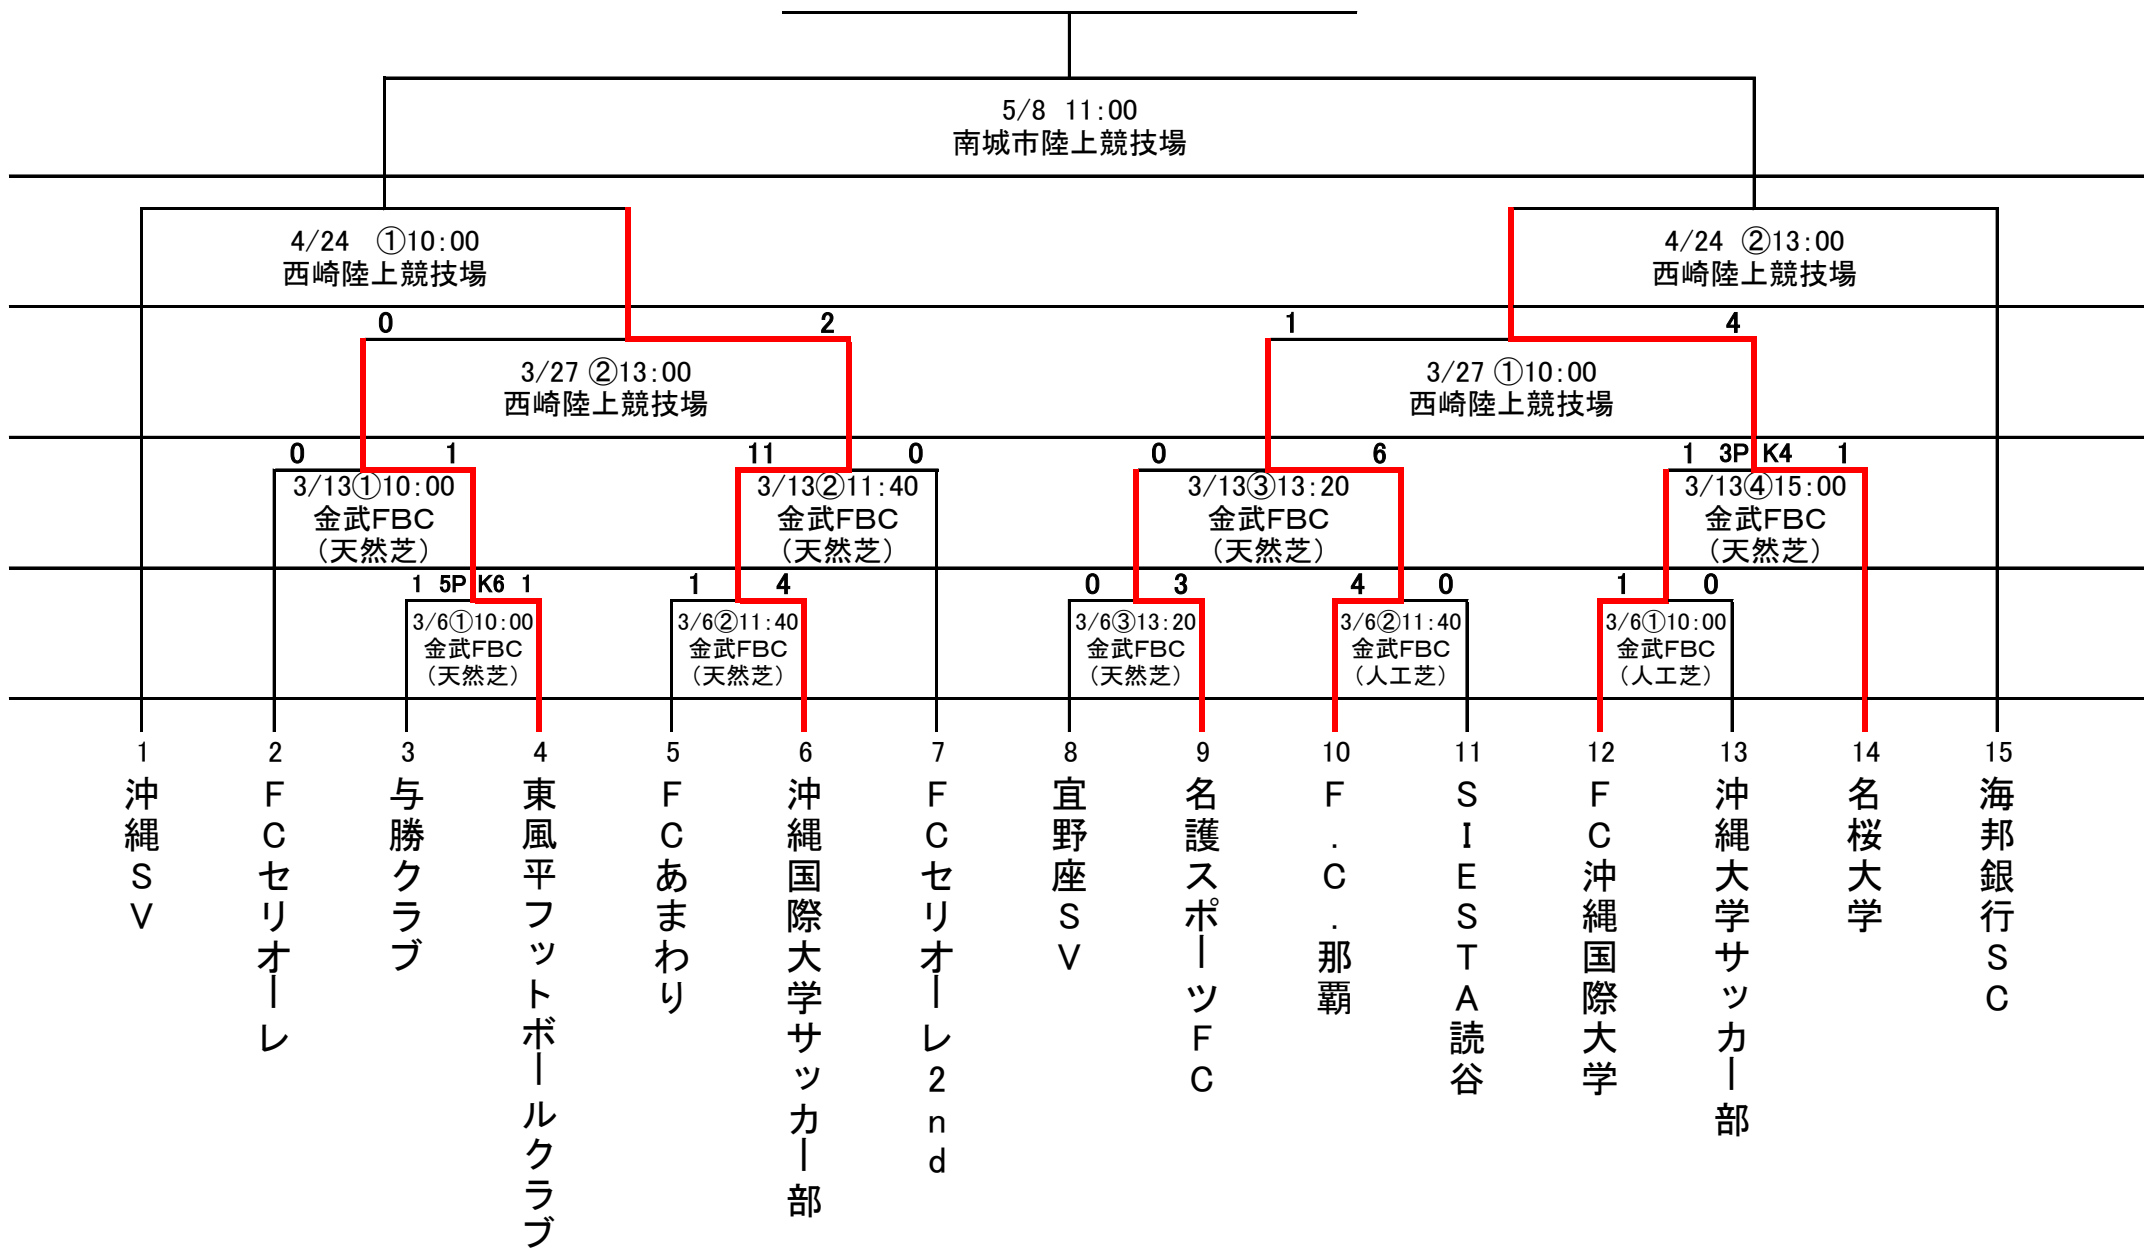 5/8 11:00
南城市陸上競技場
4/24 ①10:00
西崎陸上競技場
4/24 ②13:00
西崎陸上競技場
0 2 1 4
3/27 ②13:00
西崎陸上競技場
3/27 ①10:00
西崎陸上競技場
0 1 11 0 0 6 1 3PK4 1
3/13①10:00
金武FBC
(天然芝)
3/13②11:40
金武FBC
(天然芝)
3/13③13:20
金武FBC
(天然芝)
3/13④15:00
金武FBC
(天然芝)
1 5PK6 1 1 4 0 3 4 0 1 0
3/6①10:00
金武FBC
(天然芝)
3/6②11:40
金武FBC
(天然芝)
3/6③13:20
金武FBC
(天然芝)
3/6②11:40
金武FBC
(人工芝)
3/6①10:00
金武FBC
(人工芝)
1
沖縄SV
2
FCセリオーレ
3
与勝クラブ
4
東風平フットボールクラブ
5
FCあまわり
6
沖縄国際大学サッカー部
7
FCセリオーレ2nd
8
宜野座SV
9
名護スポーツFC
10
F.C.那覇
11
SIESTA読谷
12
FC沖縄国際大学
13
沖縄大学サッカー部
14
名桜大学
15
海邦銀行SC